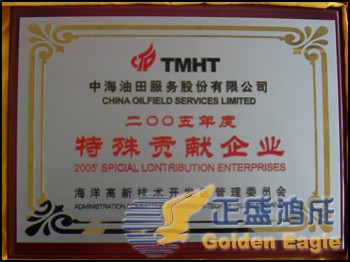 TMHT
中海油田服务股份有限公司
CHINA OILFIELD SERVICES LIMITED
二〇〇五年度
特殊贡献企业
2005' SPICIAL LONTRIBUTION ENTERPRISES
海洋高新技术开发区管理委员会
ADMINISTRATION
正盛鸿成
Golden Eagle